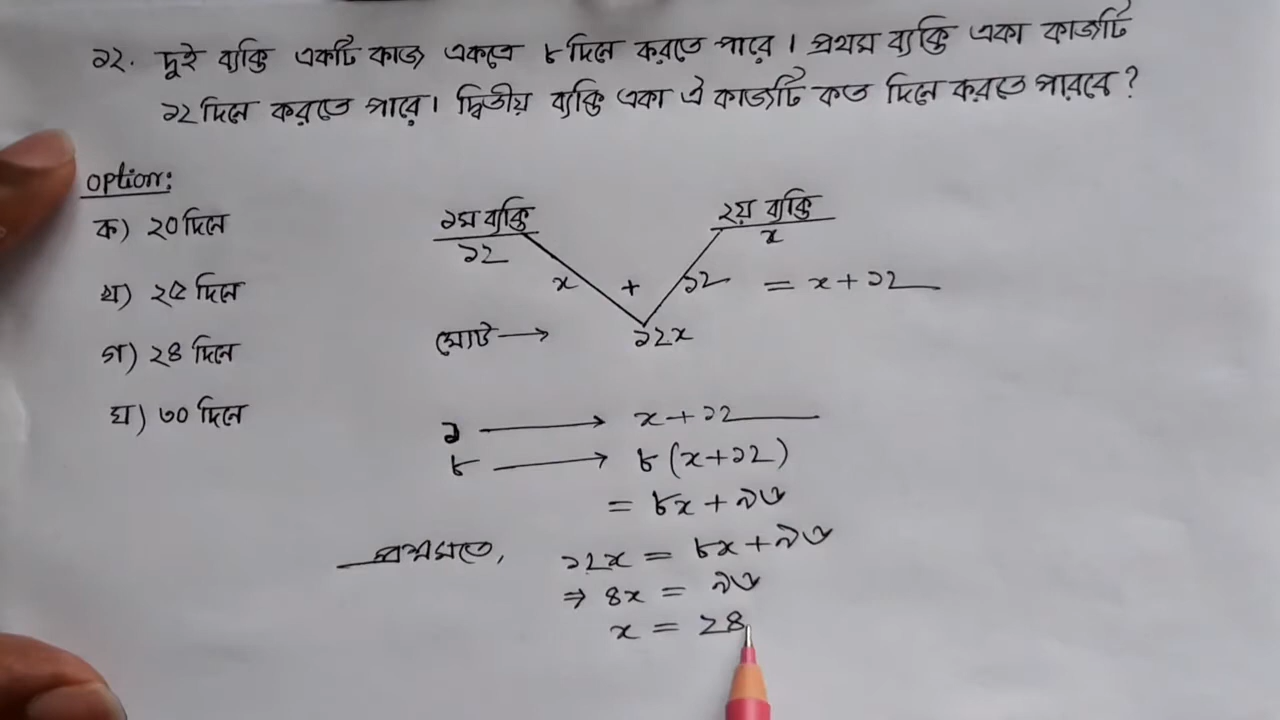 ১২. দুই ব্যক্তি একটি কাজ একত্রে ৮ দিনে করতে পারে। প্রথম ব্যক্তি একা কাজটি
১২ দিনে করতে পারে। দ্বিতীয় ব্যক্তি একা ঐ কাজটি কত দিনে করতে পারবে?
Option:
ক) ২০ দিনে
খ) ২৫ দিনে
গ) ২৪ দিনে
ঘ) ৩০ দিনে
১ম ব্যক্তি ২য় ব্যক্তি
১২ x
x + ১২ = x + ১২
মোট → ১২x
১ → x + ১২
৮ → ৮(x+১২)
= ৮x + ৯৬
প্রশ্নমতে, ১২x = ৮x + ৯৬
⇒ ৪x = ৯৬
x = ২৪